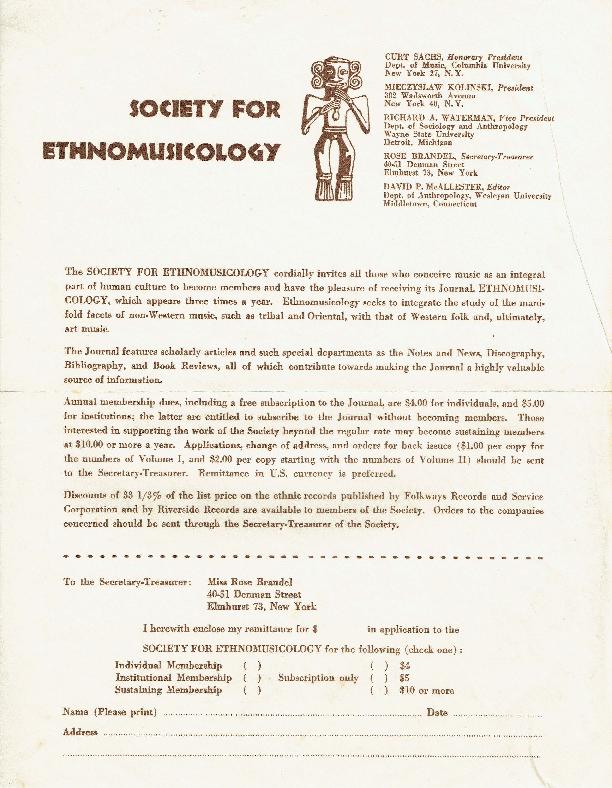 SOCIETY FOR
ETHNOMUSICOLOGY
CURT SACHS, Honorary President
Dept. of Music, Columbia University
New York 27, N.Y.
MIECZYSLAW KOLINSKI, President
302 Wadsworth Avenue
New York 40, N.Y.
RICHARD A. WATERMAN, Vice President
Dept. of Sociology and Anthropology
Wayne State University
Detroit, Michigan
ROSE BRANDEL, Secretary-Treasurer
40-51 Denman Street
Elmhurst 73, New York
DAVID P. McALLESTER, Editor
Dept. of Anthropology, Wesleyan University
Middletown, Connecticut
The SOCIETY FOR ETHNOMUSICOLOGY cordially invites all those who conceive music as an integral
part of human culture to become members and have the pleasure of receiving its Journal, ETHNOMUSI-
COLOGY, which appears three times a year. Ethnomusicology seeks to integrate the study of the mani-
fold facets of non-Western music, such as tribal and Oriental, with that of Western folk and, ultimately,
art music.
The Journal features scholarly articles and such special departments as the Notes and News, Discography,
Bibliography, and Book Reviews, all of which contribute towards making the Journal a highly valuable
source of information.
Annual membership dues, including a free subscription to the Journal, are $4.00 for individuals, and $5.00
for institutions; the latter are entitled to subscribe to the Journal without becoming members. Those
interested in supporting the work of the Society beyond the regular rate may become sustaining members
at $10.00 or more a year. Applications, change of address, and orders for back issues ($1.00 per copy for
the numbers of Volume I, and $2.00 per copy starting with the numbers of Volume II) should be sent
to the Secretary-Treasurer. Remittance in U.S. currency is preferred.
Discounts of 33 1/3% of the list price on the ethnic records published by Folkways Records and Service
Corporation and by Riverside Records are available to members of the Society. Orders to the companies
concerned should be sent through the Secretary-Treasurer of the Society.
To the Secretary-Treasurer: Miss Rose Brandel
40-51 Denman Street
Elmhurst 73, New York
I herewith enclose my remittance for $ in application to the
SOCIETY FOR ETHNOMUSICOLOGY for the following (check one):
Individual Membership ( ) ( ) $4
Institutional Membership ( ) - Subscription only ( ) $5
Sustaining Membership ( ) ( ) $10 or more
Name (Please print) Date
Address